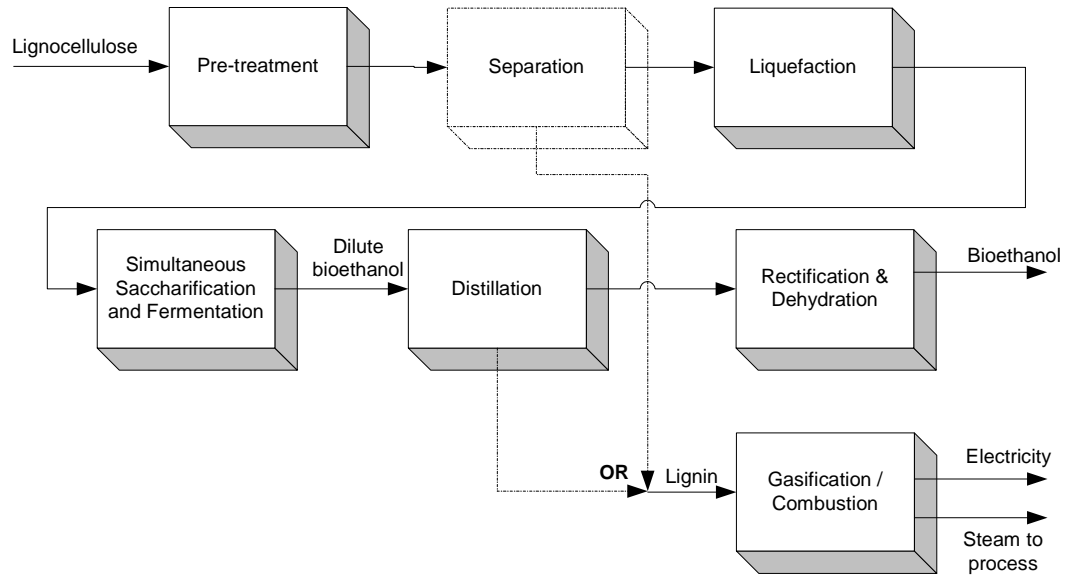 Lignocellulose
Pre-treatment
Separation
Liquefaction
Simultaneous
Saccharification
and Fermentation
Dilute
bioethanol
Distillation
Rectification &
Dehydration
Bioethanol
OR
Lignin
Gasification /
Combustion
Electricity
Steam to
process